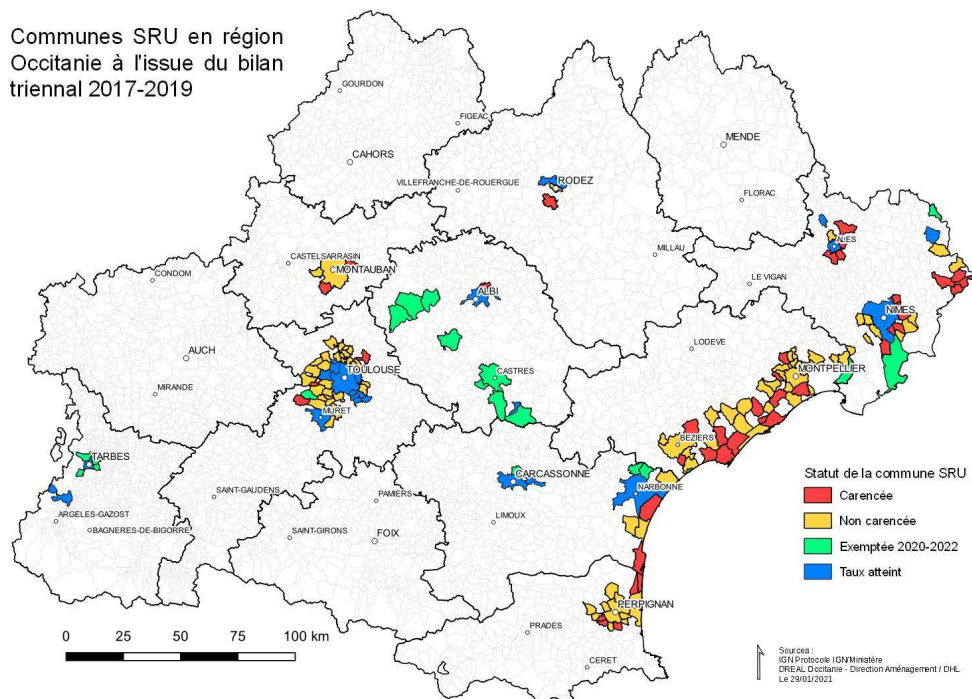 Communes SRU en région
Occitanie à l'issue du bilan
triennal 2017-2019
GOURDON
FIGEAC
CAHORS
MENDE
VILLEFRANCHE-DE-ROUERGUE
RODEZ
FLORAC
MILLAU
ALES
CASTELSARRASIN
MONTAUBAN
CONDOM
LE VIGAN
ALBI
NIMES
LODEVE
AUCH
TOULOUSE
CASTRES
MONTPELLIER
MIRANDE
MURET
BEZIERS
TARBES
CARCASSONNE
NARBONNE
SAINT-GAUDENS
PAMIERS
LIMOUX
ARGELES-GAZOST
BAGNERES-DE-BIGORRE
SAINT-GIRONS
FOIX
PERPIGNAN
PRADES
CERET
Statut de la commune SRU
Carencée
Non carencée
Exemptée 2020-2022
Taux atteint
0 25 50 75 100 km
Sources :
IGN Protocole IGN/Ministère
DREAL Occitanie - Direction Aménagement / DHL
Le 29/01/2021